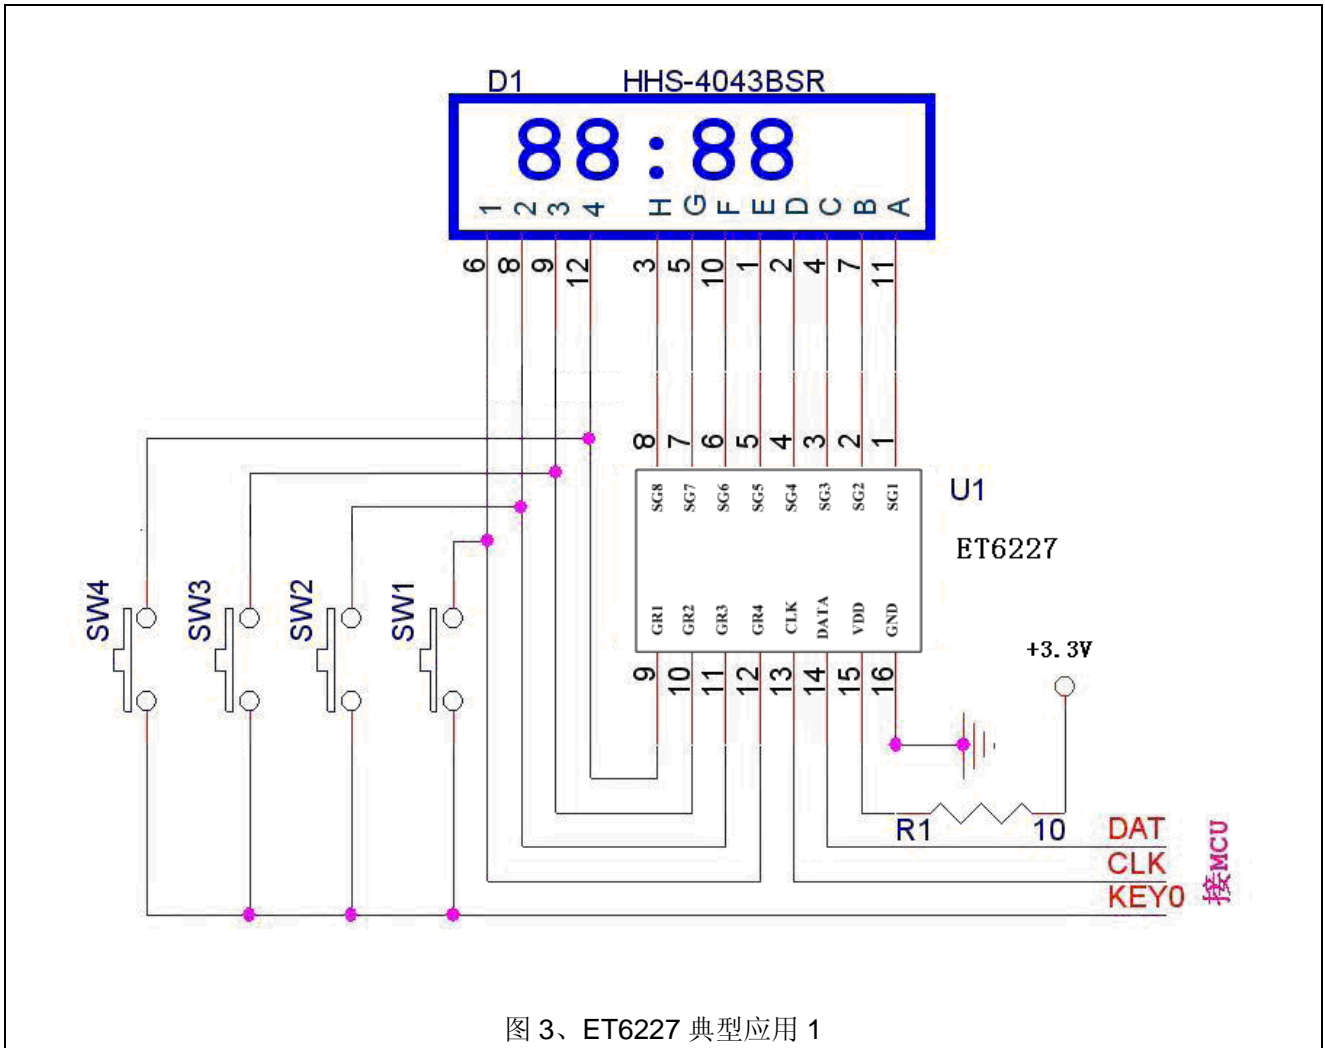 D1 HHS-4043BSR
88:88
1 2 3 4 H G F E D C B A
6 8 9 12 3 5 10 1 2 4 7 11
8 7 6 5 4 3 2 1
SG8 SG7 SG6 SG5 SG4 SG3 SG2 SG1
U1
ET6227
SW4 SW3 SW2 SW1
GR1 GR2 GR3 GR4 CLK DATA VDD GND
9 10 11 12 13 14 15 16
+3.3V
R1 10
DAT
CLK
KEY0
接MCU
图 3、ET6227 典型应用 1